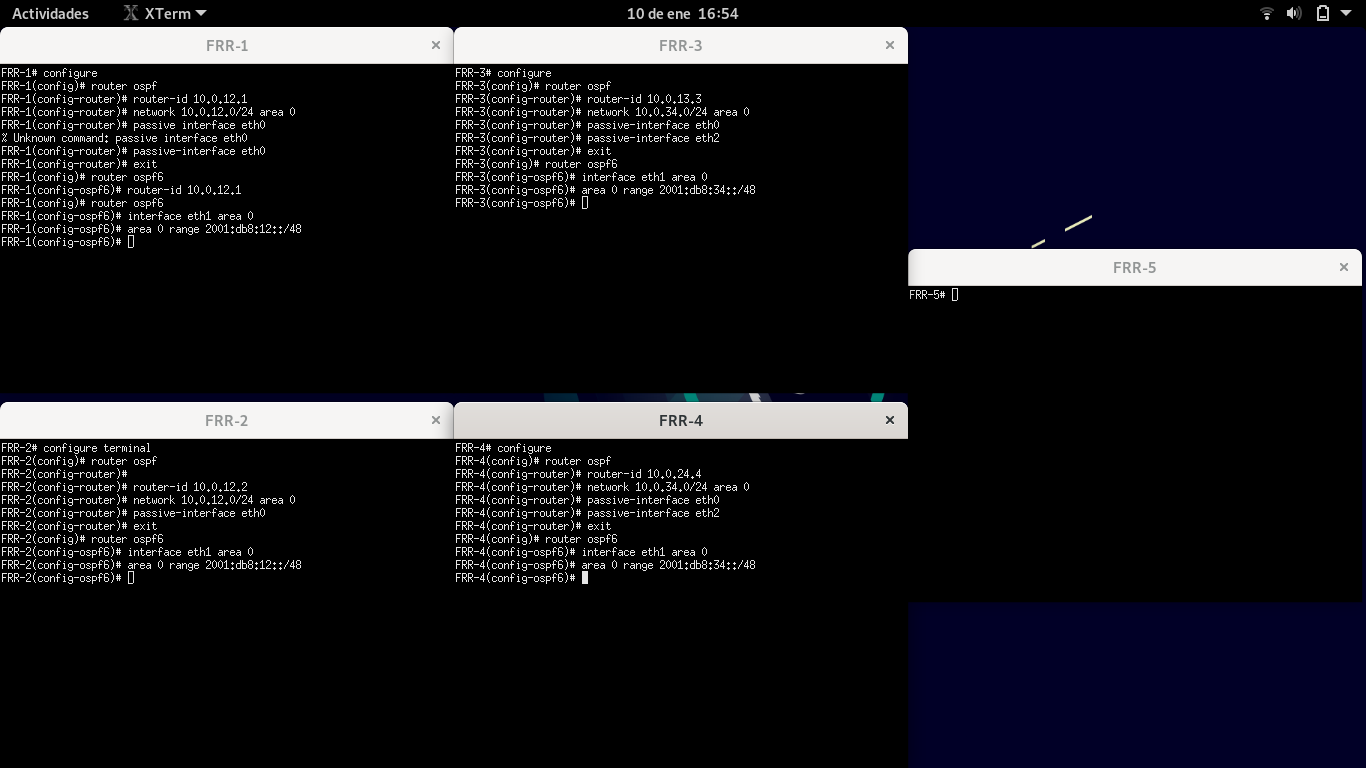 Actividades XTerm 10 de ene 16:54
FRR-1
FRR-1# configure
FRR-1(config)# router ospf
FRR-1(config-router)# router-id 10.0.12.1
FRR-1(config-router)# network 10.0.12.0/24 area 0
FRR-1(config-router)# passive interface eth0
% Unknown command: passive interface eth0
FRR-1(config-router)# passive-interface eth0
FRR-1(config-router)# exit
FRR-1(config)# router ospf6
FRR-1(config-ospf6)# router-id 10.0.12.1
FRR-1(config)# router ospf6
FRR-1(config-ospf6)# interface eth1 area 0
FRR-1(config-ospf6)# area 0 range 2001:db8:12::/48
FRR-1(config-ospf6)#
FRR-3
FRR-3# configure
FRR-3(config)# router ospf
FRR-3(config-router)# router-id 10.0.13.3
FRR-3(config-router)# network 10.0.34.0/24 area 0
FRR-3(config-router)# passive-interface eth0
FRR-3(config-router)# passive-interface eth2
FRR-3(config-router)# exit
FRR-3(config)# router ospf6
FRR-3(config-ospf6)# interface eth1 area 0
FRR-3(config-ospf6)# area 0 range 2001:db8:34::/48
FRR-3(config-ospf6)#
FRR-5
FRR-5#
FRR-2
FRR-2# configure terminal
FRR-2(config)# router ospf
FRR-2(config-router)#
FRR-2(config-router)# router-id 10.0.12.2
FRR-2(config-router)# network 10.0.12.0/24 area 0
FRR-2(config-router)# passive-interface eth0
FRR-2(config-router)# exit
FRR-2(config)# router ospf6
FRR-2(config-ospf6)# interface eth1 area 0
FRR-2(config-ospf6)# area 0 range 2001:db8:12::/48
FRR-2(config-ospf6)#
FRR-4
FRR-4# configure
FRR-4(config)# router ospf
FRR-4(config-router)# router-id 10.0.24.4
FRR-4(config-router)# network 10.0.34.0/24 area 0
FRR-4(config-router)# passive-interface eth0
FRR-4(config-router)# passive-interface eth2
FRR-4(config-router)# exit
FRR-4(config)# router ospf6
FRR-4(config-ospf6)# interface eth1 area 0
FRR-4(config-ospf6)# area 0 range 2001:db8:34::/48
FRR-4(config-ospf6)#